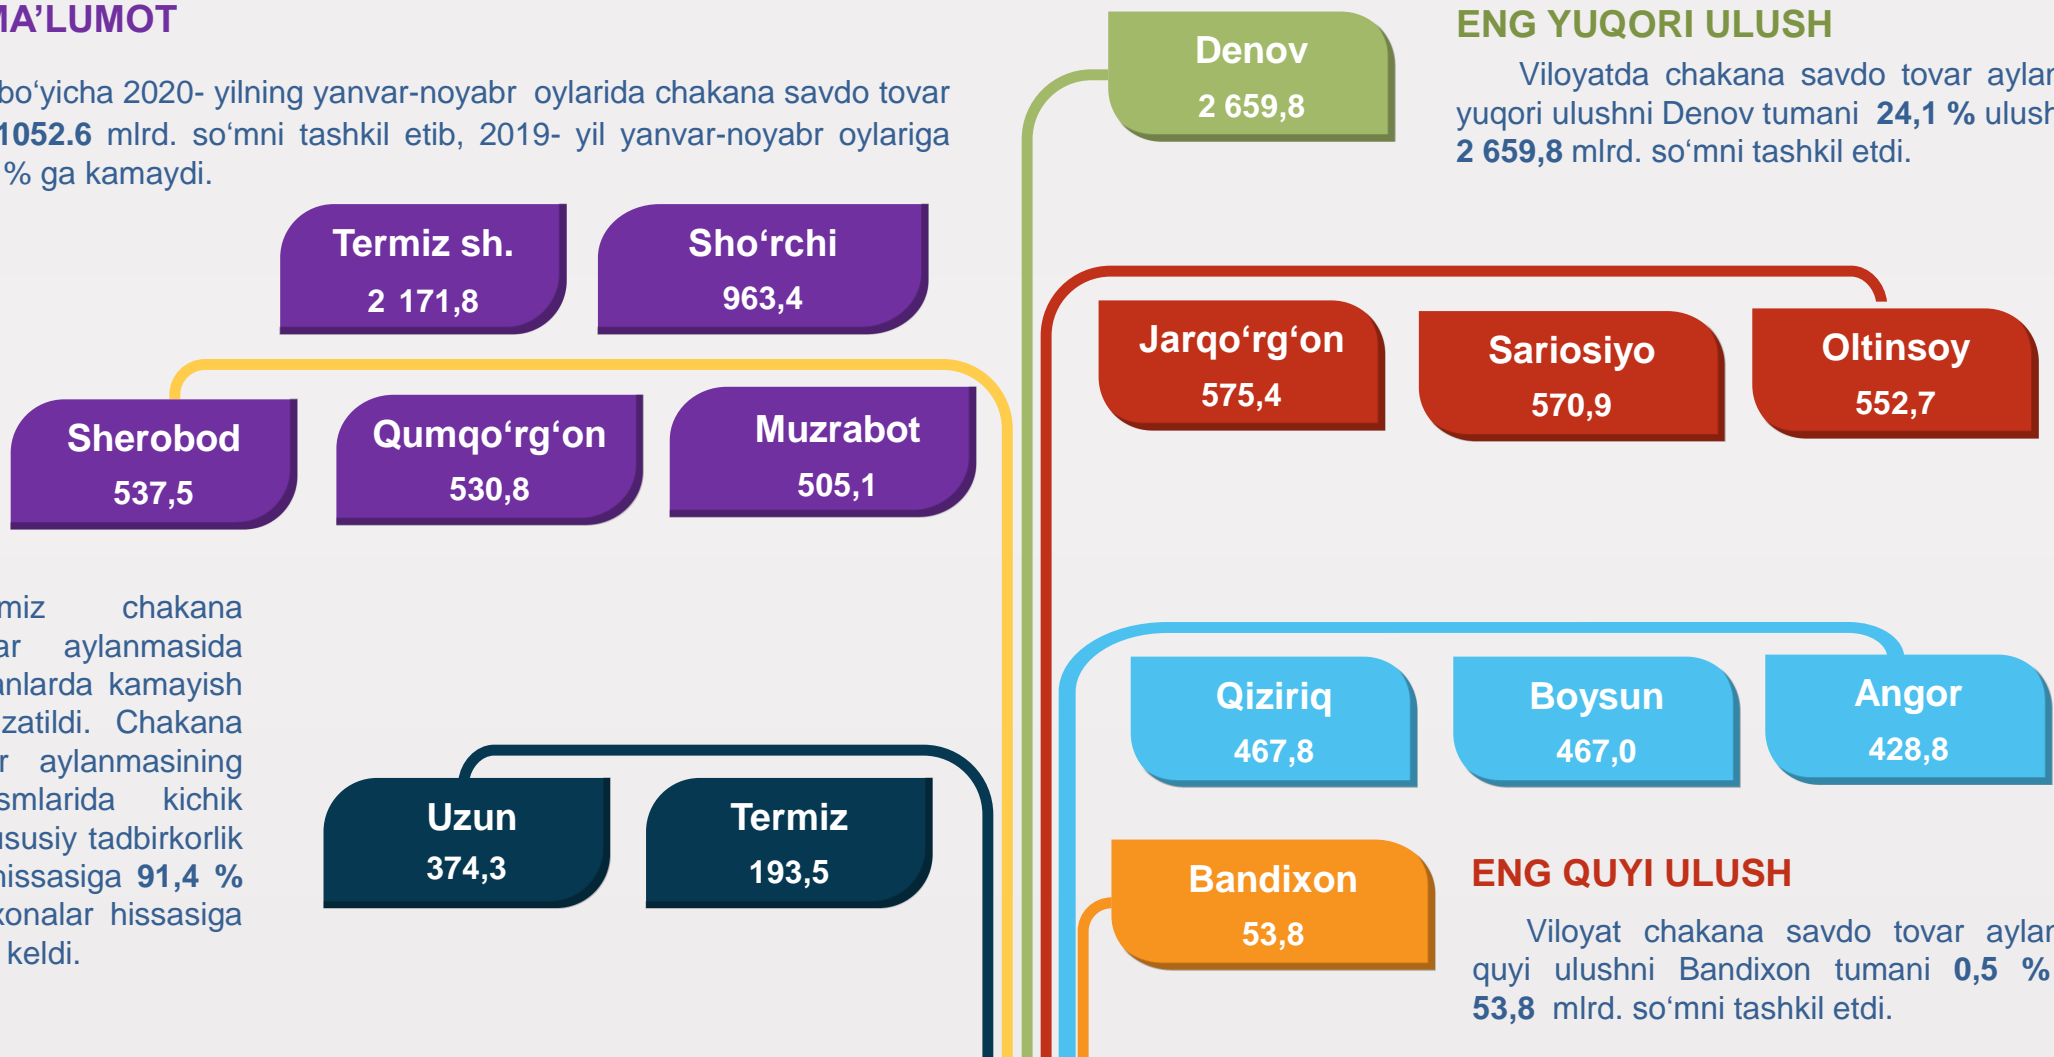 MA’LUMOT
bo‘yicha 2020- yilning yanvar-noyabr oylarida chakana savdo tovar
1052.6 mlrd. so‘mni tashkil etib, 2019- yil yanvar-noyabr oylariga
% ga kamaydi.
Denov
2 659,8
ENG YUQORI ULUSH
Viloyatda chakana savdo tovar aylan
yuqori ulushni Denov tumani 24,1 % ulush
2 659,8 mlrd. so‘mni tashkil etdi.
Termiz sh.
2 171,8
Sho‘rchi
963,4
Jarqo‘rg‘on
575,4
Sariosiyo
570,9
Oltinsoy
552,7
Sherobod
537,5
Qumqo‘rg‘on
530,8
Muzrabot
505,1
miz chakana
ar aylanmasida
anlarda kamayish
zatildi. Chakana
r aylanmasining
smlarida kichik
ususiy tadbirkorlik
hissasiga 91,4 %
xonalar hissasiga
keldi.
Qiziriq
467,8
Boysun
467,0
Angor
428,8
Uzun
374,3
Termiz
193,5
Bandixon
53,8
ENG QUYI ULUSH
Viloyat chakana savdo tovar aylan
quyi ulushni Bandixon tumani 0,5 %
53,8 mlrd. so‘mni tashkil etdi.